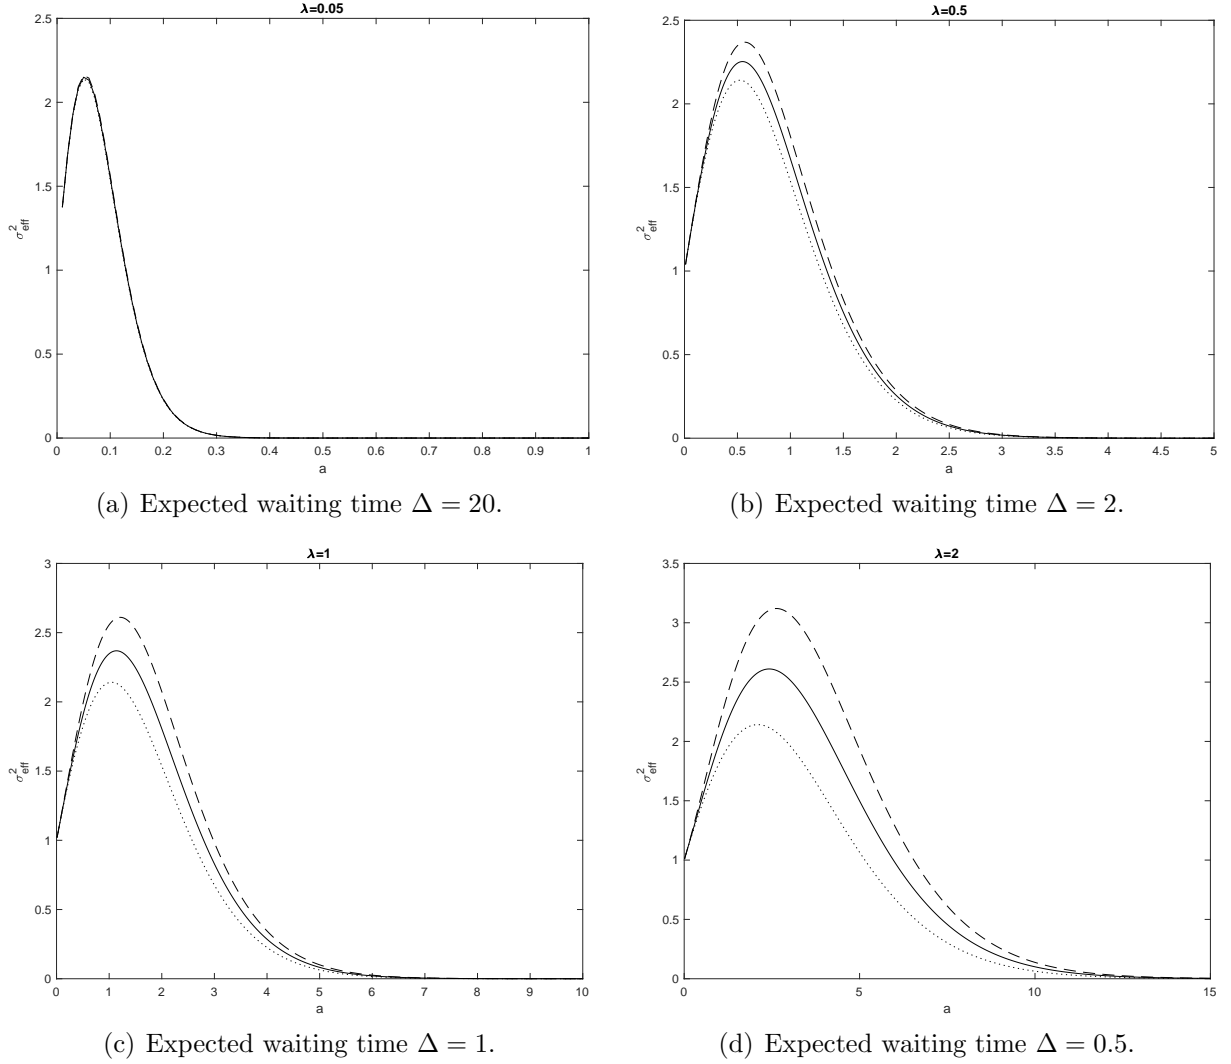 λ=0.05
2.5
2
1.5
1
0.5
0
σ²eff
0 0.1 0.2 0.3 0.4 0.5 0.6 0.7 0.8 0.9 1
a
(a) Expected waiting time Δ = 20.
λ=0.5
2.5
2
1.5
1
0.5
0
σ²eff
0 0.5 1 1.5 2 2.5 3 3.5 4 4.5 5
a
(b) Expected waiting time Δ = 2.
λ=1
3
2.5
2
1.5
1
0.5
0
σ²eff
0 1 2 3 4 5 6 7 8 9 10
a
(c) Expected waiting time Δ = 1.
λ=2
3.5
3
2.5
2
1.5
1
0.5
0
σ²eff
0 5 10 15
a
(d) Expected waiting time Δ = 0.5.